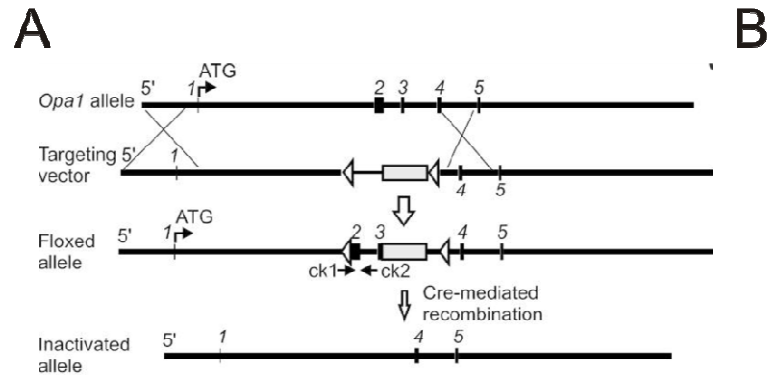 A
B
5' 1 ATG 2 3 4 5
Opa1 allele
5' 1 4 5
Targeting
vector
5' 1 ATG 2 3 4 5
Floxed
allele
ck1 ck2
Cre-mediated
recombination
5' 1 4 5
Inactivated
allele